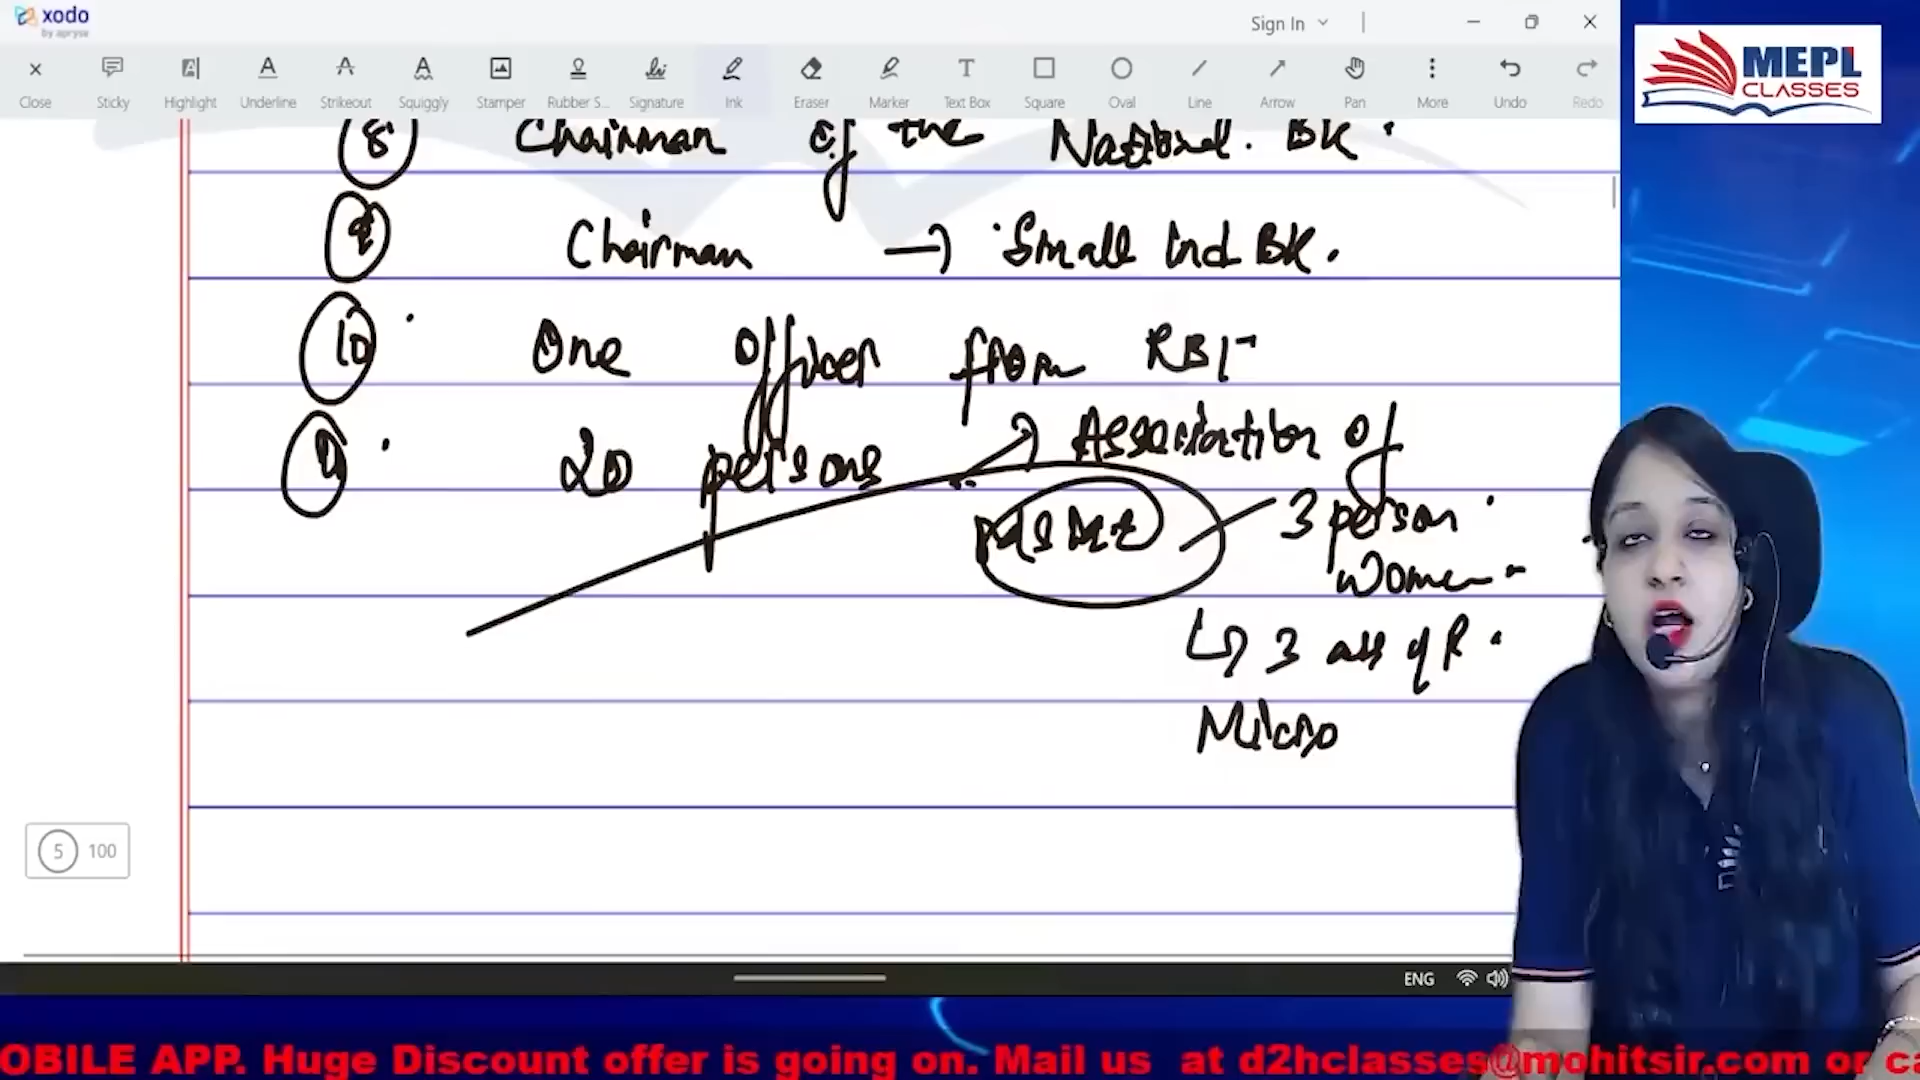 xodo
by apryse
Sign In
MEPL
CLASSES
Close Sticky Highlight Underline Strikeout Squiggly Stamper Rubber S... Signature Ink Eraser Marker Text Box Square Oval Line Arrow Pan More Undo Redo
8 Chairman of the National. BK.
9 Chairman → Small Ind BK.
10 One officer from RBI
20 persons → Association of
3 person
women
3 of R.
Micro
5 100
ENG
OBILE APP. Huge Discount offer is going on. Mail us at d2hclasses@mohitsir.com or ca